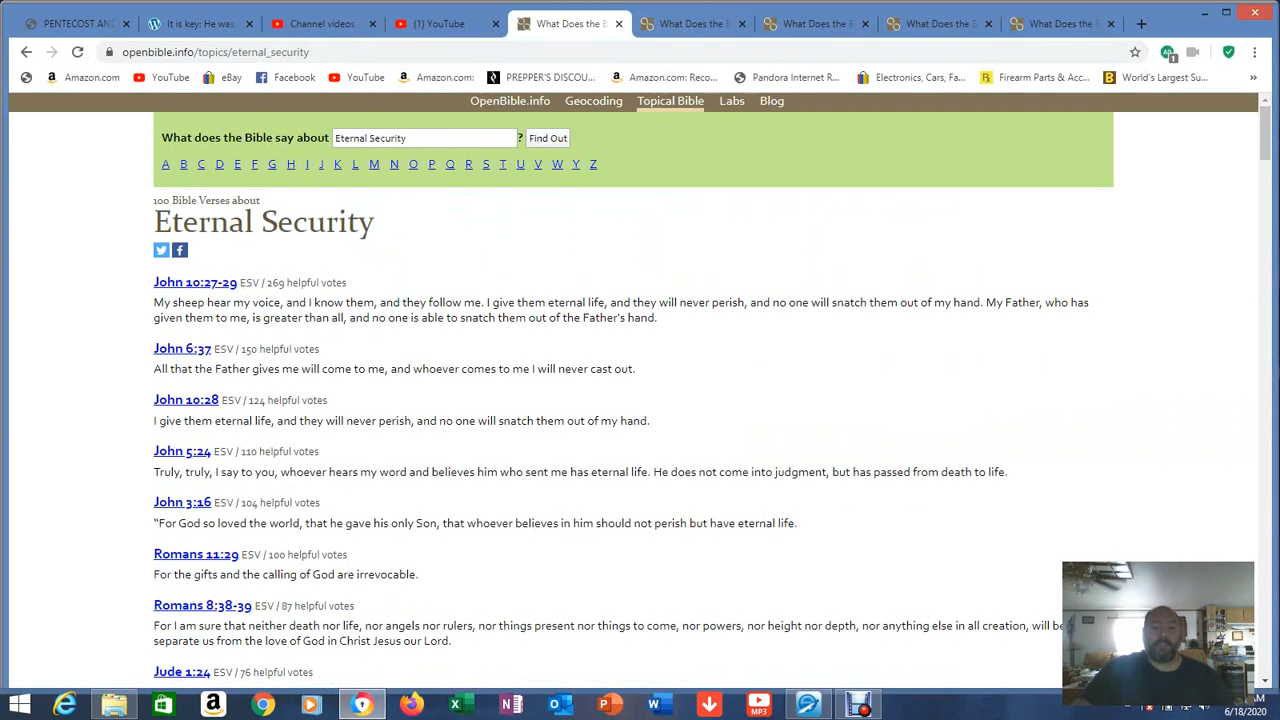 PENTECOST AN
It is key: He was
Channel videos -
(1) YouTube
What Does the B
What Does the B
What Does the B
What Does the B
What Does the B
openbible.info/topics/eternal_security
Amazon.com
YouTube
eBay
Facebook
YouTube
Amazon.com:
PREPPER'S DISCOU...
Amazon.com: Reco...
Pandora Internet R...
Electronics, Cars, Fa...
Firearm Parts & Acc...
World's Largest Su...
OpenBible.info Geocoding Topical Bible Labs Blog
What does the Bible say about Eternal Security ? Find Out
A B C D E F G H I J K L M N O P Q R S T U V W Y Z
100 Bible Verses about
Eternal Security
John 10:27-29 ESV / 269 helpful votes
My sheep hear my voice, and I know them, and they follow me. I give them eternal life, and they will never perish, and no one will snatch them out of my hand. My Father, who has
given them to me, is greater than all, and no one is able to snatch them out of the Father's hand.
John 6:37 ESV / 150 helpful votes
All that the Father gives me will come to me, and whoever comes to me I will never cast out.
John 10:28 ESV / 124 helpful votes
I give them eternal life, and they will never perish, and no one will snatch them out of my hand.
John 5:24 ESV / 110 helpful votes
Truly, truly, I say to you, whoever hears my word and believes him who sent me has eternal life. He does not come into judgment, but has passed from death to life.
John 3:16 ESV / 104 helpful votes
“For God so loved the world, that he gave his only Son, that whoever believes in him should not perish but have eternal life.
Romans 11:29 ESV / 100 helpful votes
For the gifts and the calling of God are irrevocable.
Romans 8:38-39 ESV / 87 helpful votes
For I am sure that neither death nor life, nor angels nor rulers, nor things present nor things to come, nor powers, nor height nor depth, nor anything else in all creation, will be
separate us from the love of God in Christ Jesus our Lord.
Jude 1:24 ESV / 76 helpful votes
MP3
6/18/2020